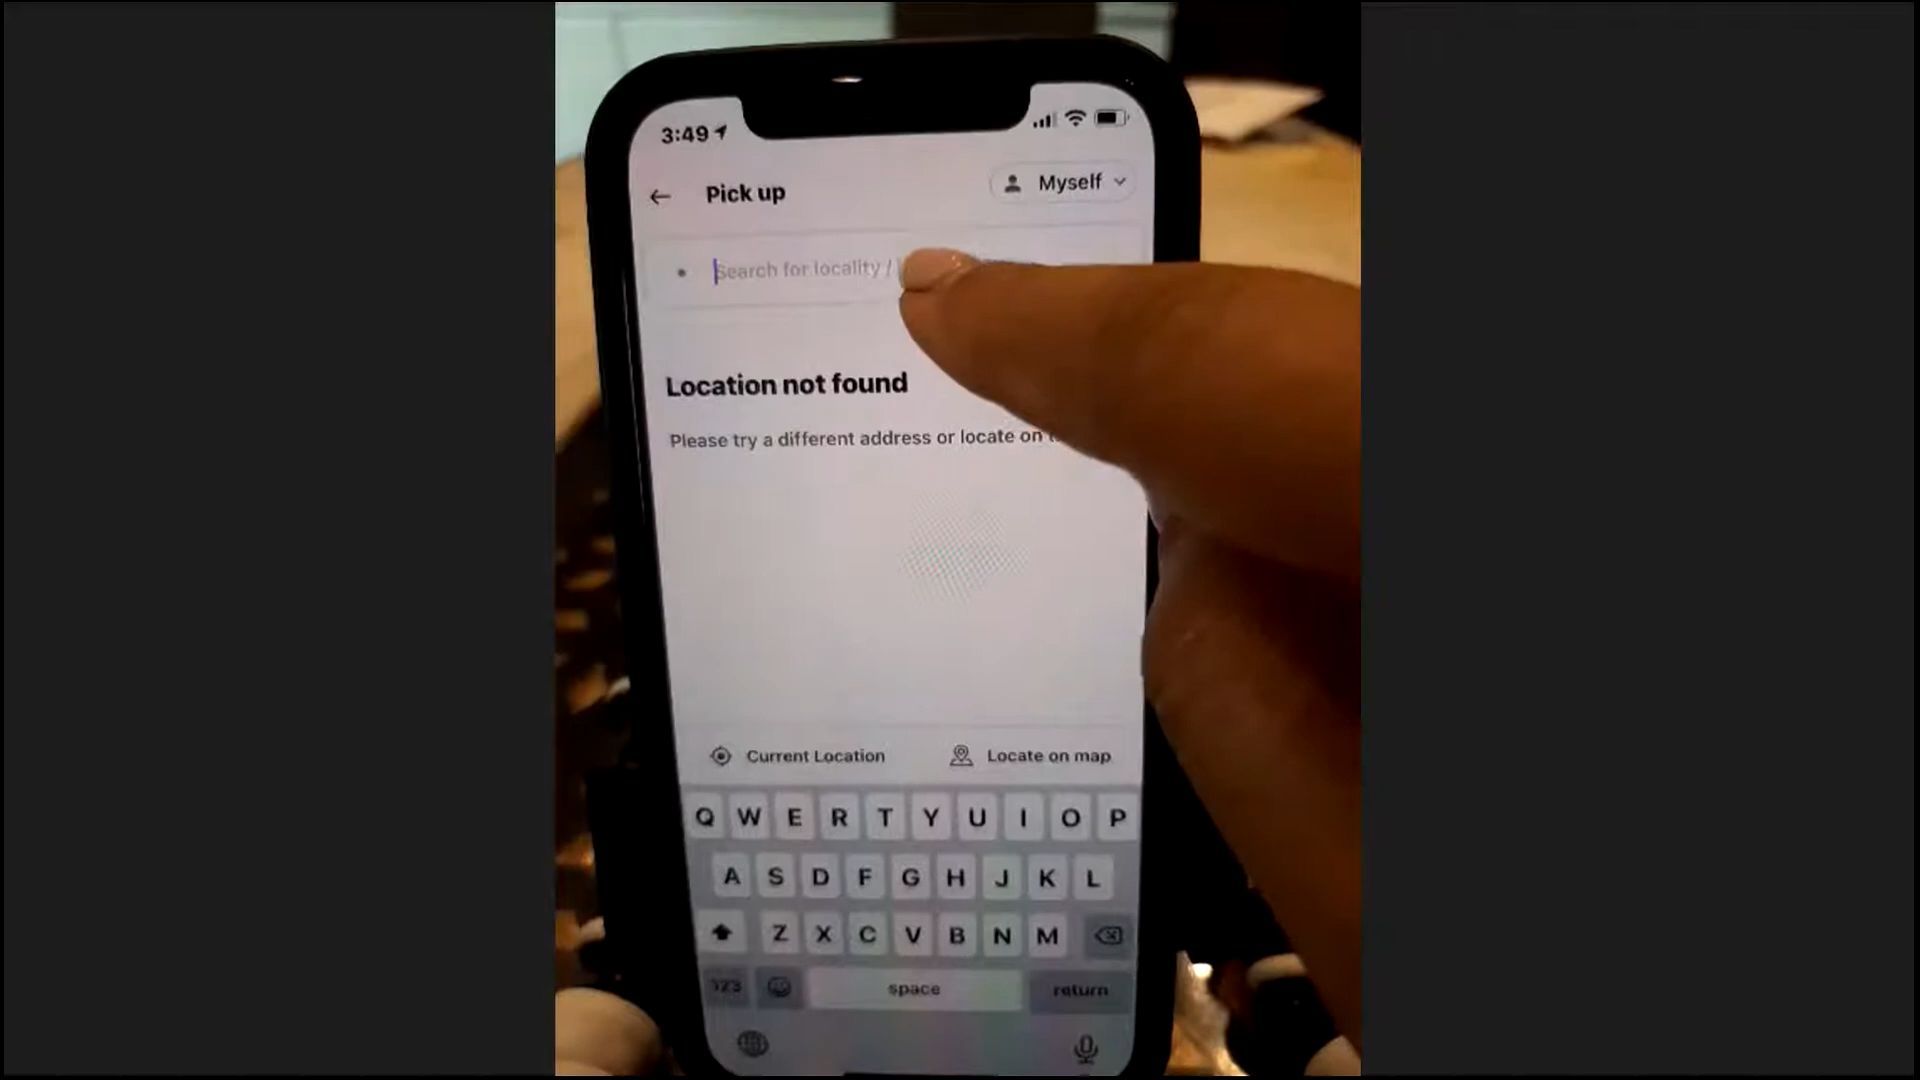 3:49
Pick up
Myself
Search for locality /
Location not found
Please try a different address or locate on
Current Location
Locate on map
Q W E R T Y U I O P
A S D F G H J K L
Z X C V B N M
123
space
return